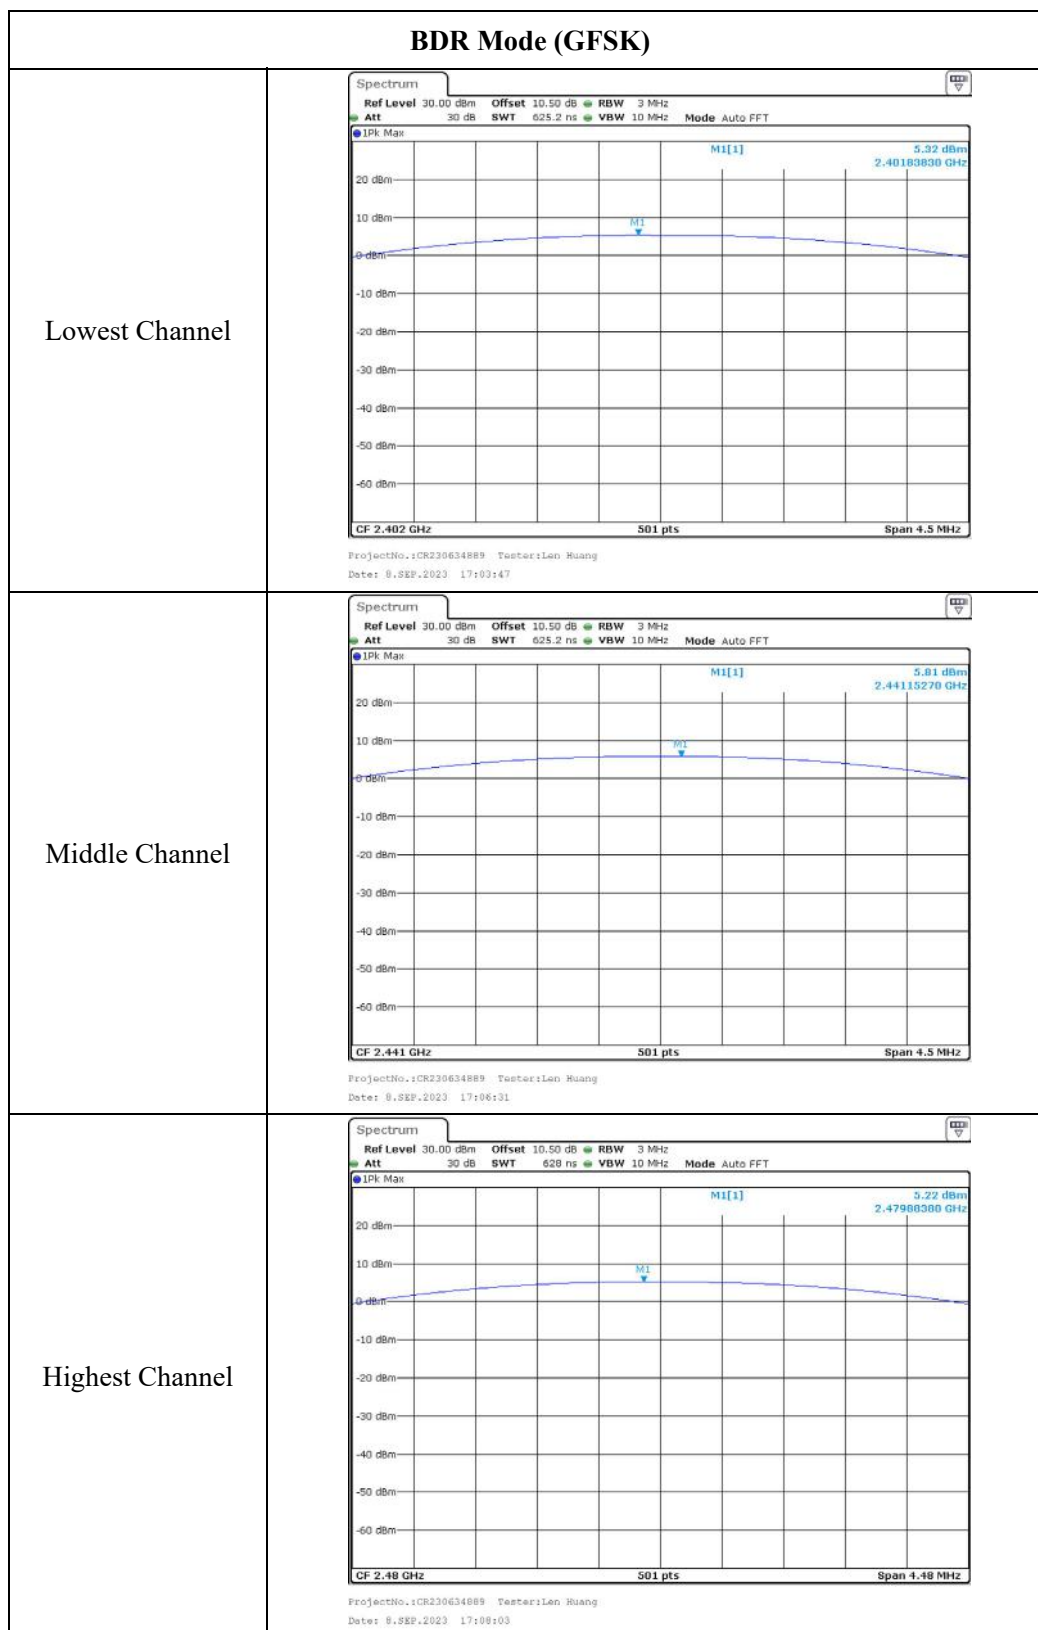 BDR Mode (GFSK)
Lowest Channel
Spectrum
Ref Level 30.00 dBm Offset 10.50 dB RBW 3 MHz
Att 30 dB SWT 625.2 ns VBW 10 MHz Mode Auto FFT
1Pk Max
M1[1] 5.32 dBm
2.40183830 GHz
20 dBm
10 dBm
M1
0 dBm
-10 dBm
-20 dBm
-30 dBm
-40 dBm
-50 dBm
-60 dBm
CF 2.402 GHz 501 pts Span 4.5 MHz
ProjectNo.:CR230634889 Tester:Len Huang
Date: 8.SEP.2023 17:03:47
Middle Channel
Spectrum
Ref Level 30.00 dBm Offset 10.50 dB RBW 3 MHz
Att 30 dB SWT 625.2 ns VBW 10 MHz Mode Auto FFT
1Pk Max
M1[1] 5.81 dBm
2.44115270 GHz
20 dBm
10 dBm
M1
0 dBm
-10 dBm
-20 dBm
-30 dBm
-40 dBm
-50 dBm
-60 dBm
CF 2.441 GHz 501 pts Span 4.5 MHz
ProjectNo.:CR230634889 Tester:Len Huang
Date: 8.SEP.2023 17:06:31
Highest Channel
Spectrum
Ref Level 30.00 dBm Offset 10.50 dB RBW 3 MHz
Att 30 dB SWT 628 ns VBW 10 MHz Mode Auto FFT
1Pk Max
M1[1] 5.22 dBm
2.47988380 GHz
20 dBm
10 dBm
M1
0 dBm
-10 dBm
-20 dBm
-30 dBm
-40 dBm
-50 dBm
-60 dBm
CF 2.48 GHz 501 pts Span 4.48 MHz
ProjectNo.:CR230634889 Tester:Len Huang
Date: 8.SEP.2023 17:08:03